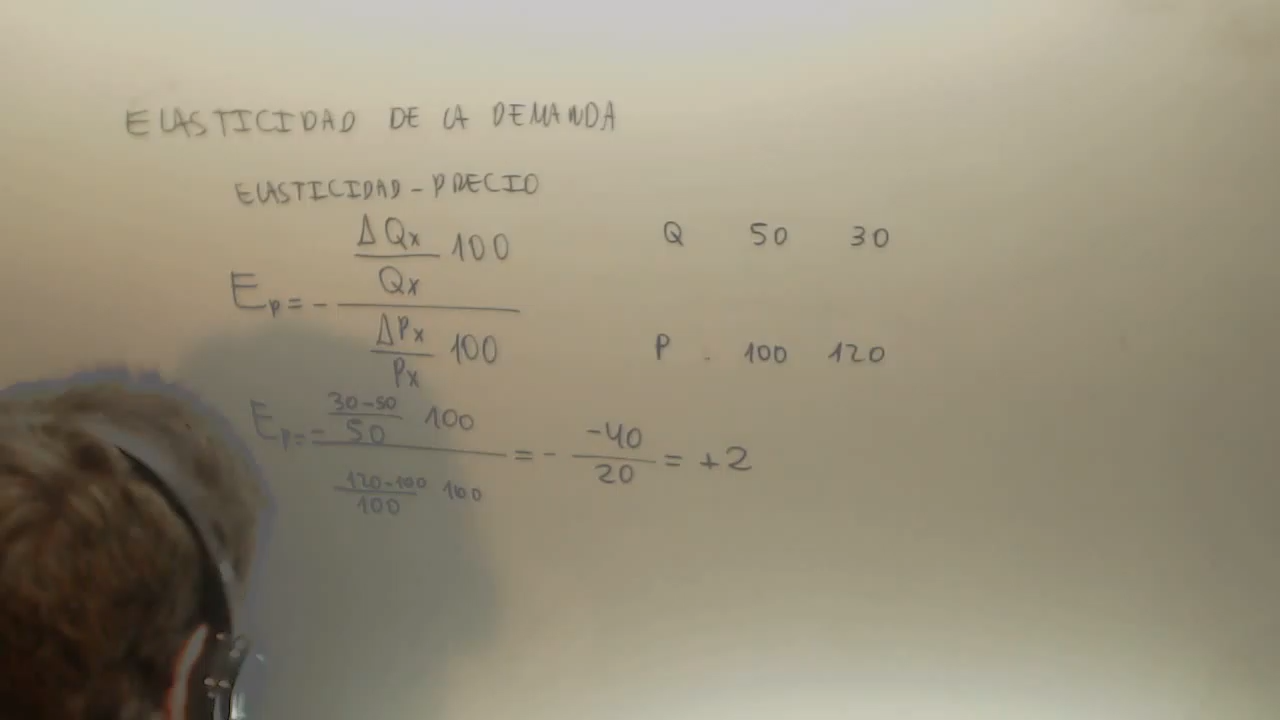 ELASTICIDAD DE LA DEMANDA
ELASTICIDAD - PRECIO
Ep = - (ΔQx / Qx 100) / (ΔPx / Px 100)
Q 50 30
P 100 120
Ep = - (30-50 / 50 100) / (120-100 / 100 100) = - -40 / 20 = +2